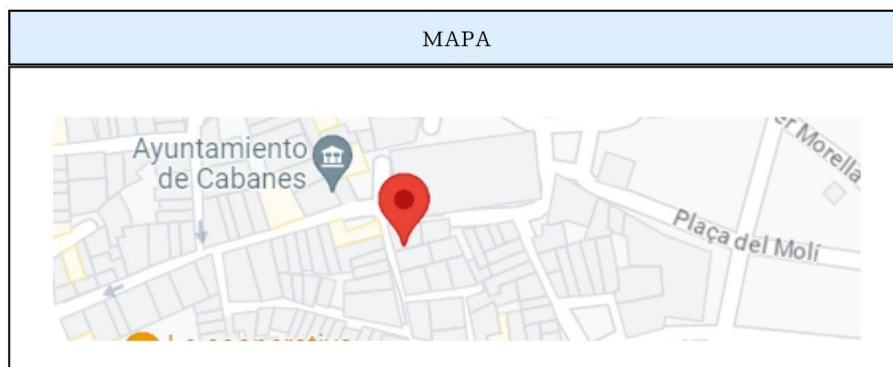 MAPA
Ayuntamiento
de Cabanes
Morella
Plaça del Molí